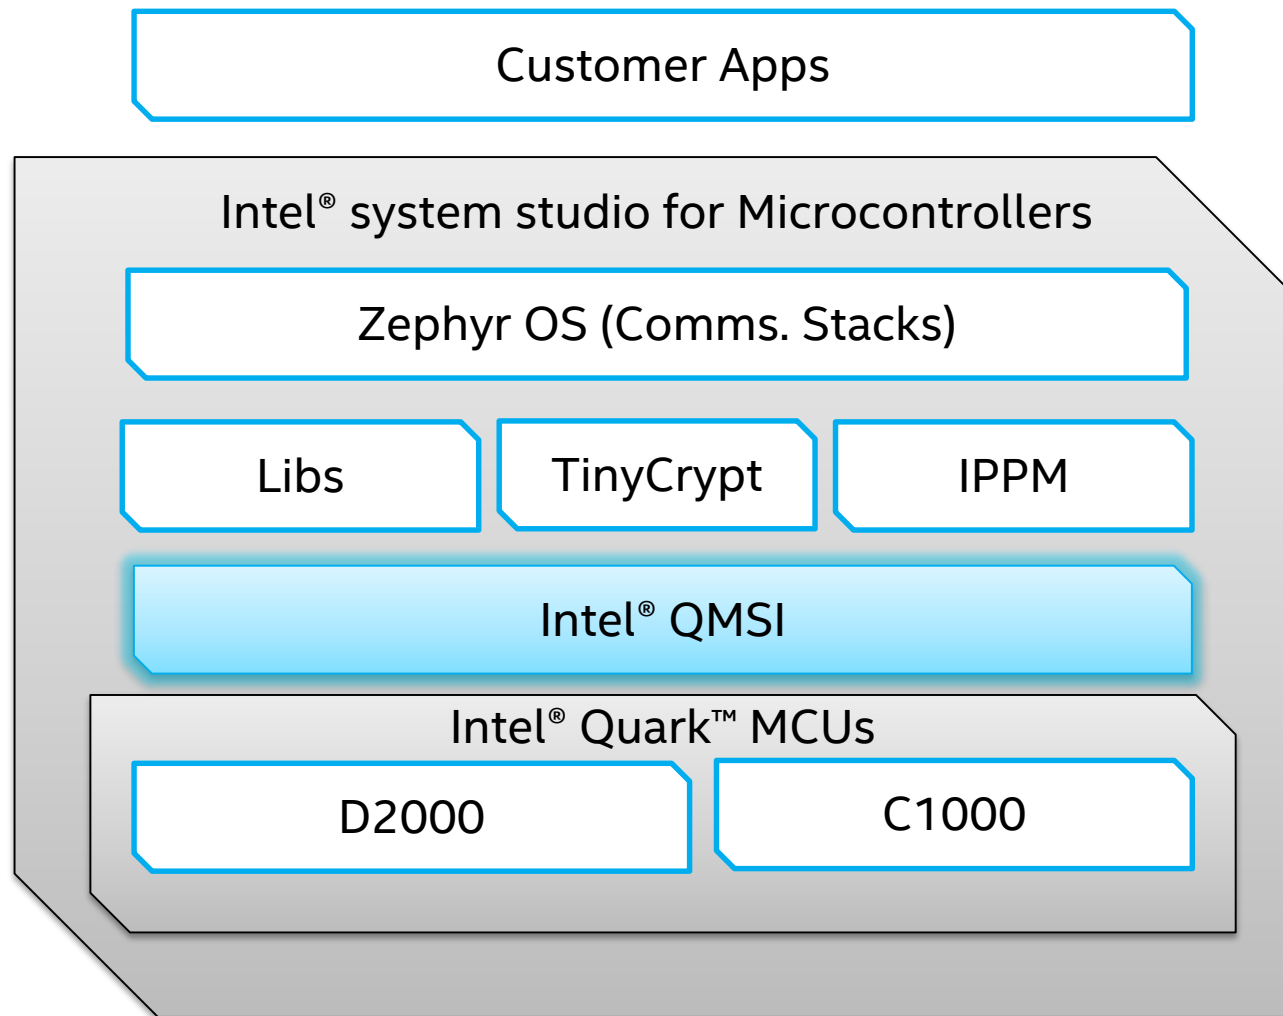 Customer Apps
Intel® system studio for Microcontrollers
Zephyr OS (Comms. Stacks)
Libs
TinyCrypt
IPPM
Intel® QMSI
Intel® Quark™ MCUs
D2000
C1000